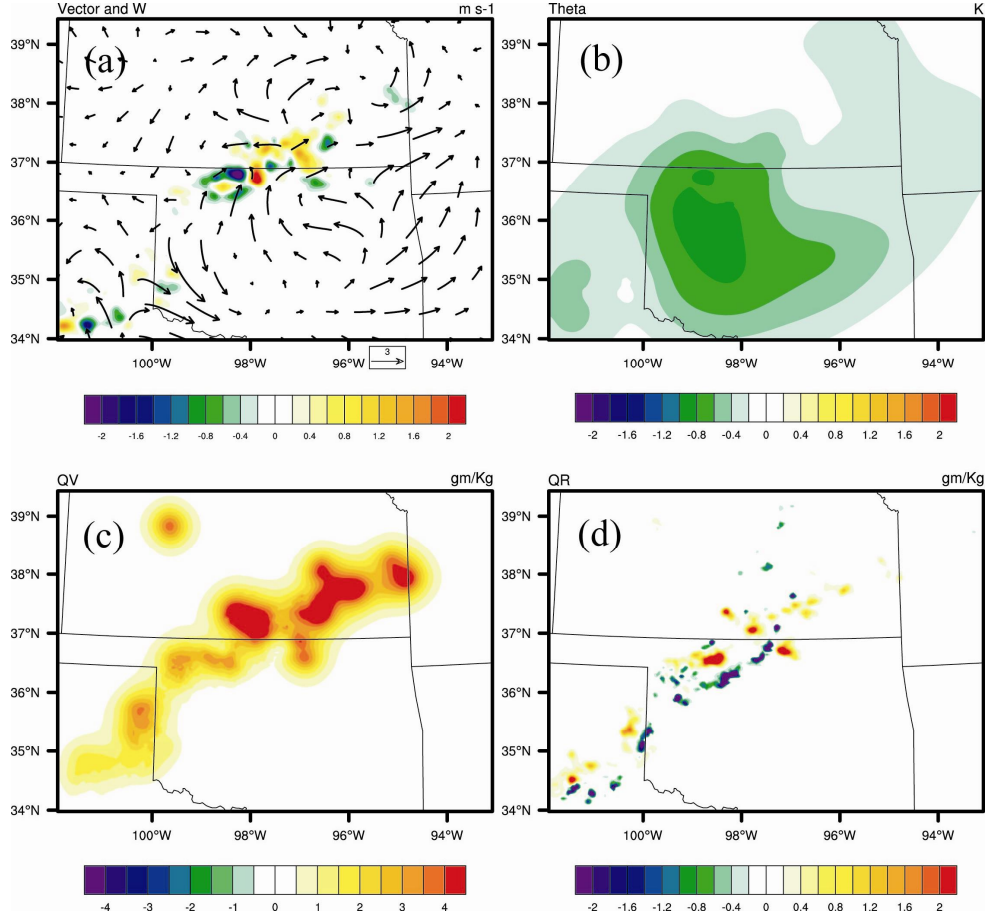 Vector and W m s-1
(a)
39°N
38°N
37°N
36°N
35°N
34°N
100°W 98°W 96°W 94°W
3
-2 -1.6 -1.2 -0.8 -0.4 0 0.4 0.8 1.2 1.6 2
Theta K
(b)
39°N
38°N
37°N
36°N
35°N
34°N
100°W 98°W 96°W 94°W
-2 -1.6 -1.2 -0.8 -0.4 0 0.4 0.8 1.2 1.6 2
QV gm/Kg
(c)
39°N
38°N
37°N
36°N
35°N
34°N
100°W 98°W 96°W 94°W
-4 -3 -2 -1 0 1 2 3 4
QR gm/Kg
(d)
39°N
38°N
37°N
36°N
35°N
34°N
100°W 98°W 96°W 94°W
-2 -1.6 -1.2 -0.8 -0.4 0 0.4 0.8 1.2 1.6 2